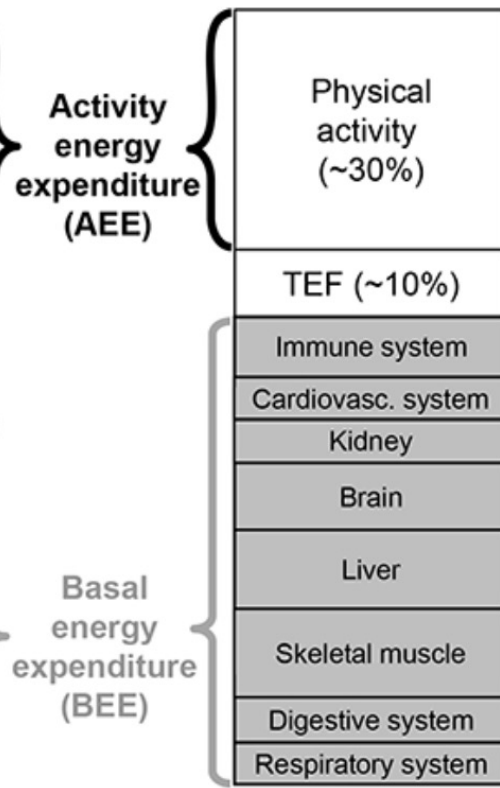 Activity
energy
expenditure
(AEE)
Physical
activity
(~30%)
TEF (~10%)
Immune system
Cardiovasc. system
Kidney
Brain
Liver
Skeletal muscle
Digestive system
Respiratory system
Basal
energy
expenditure
(BEE)